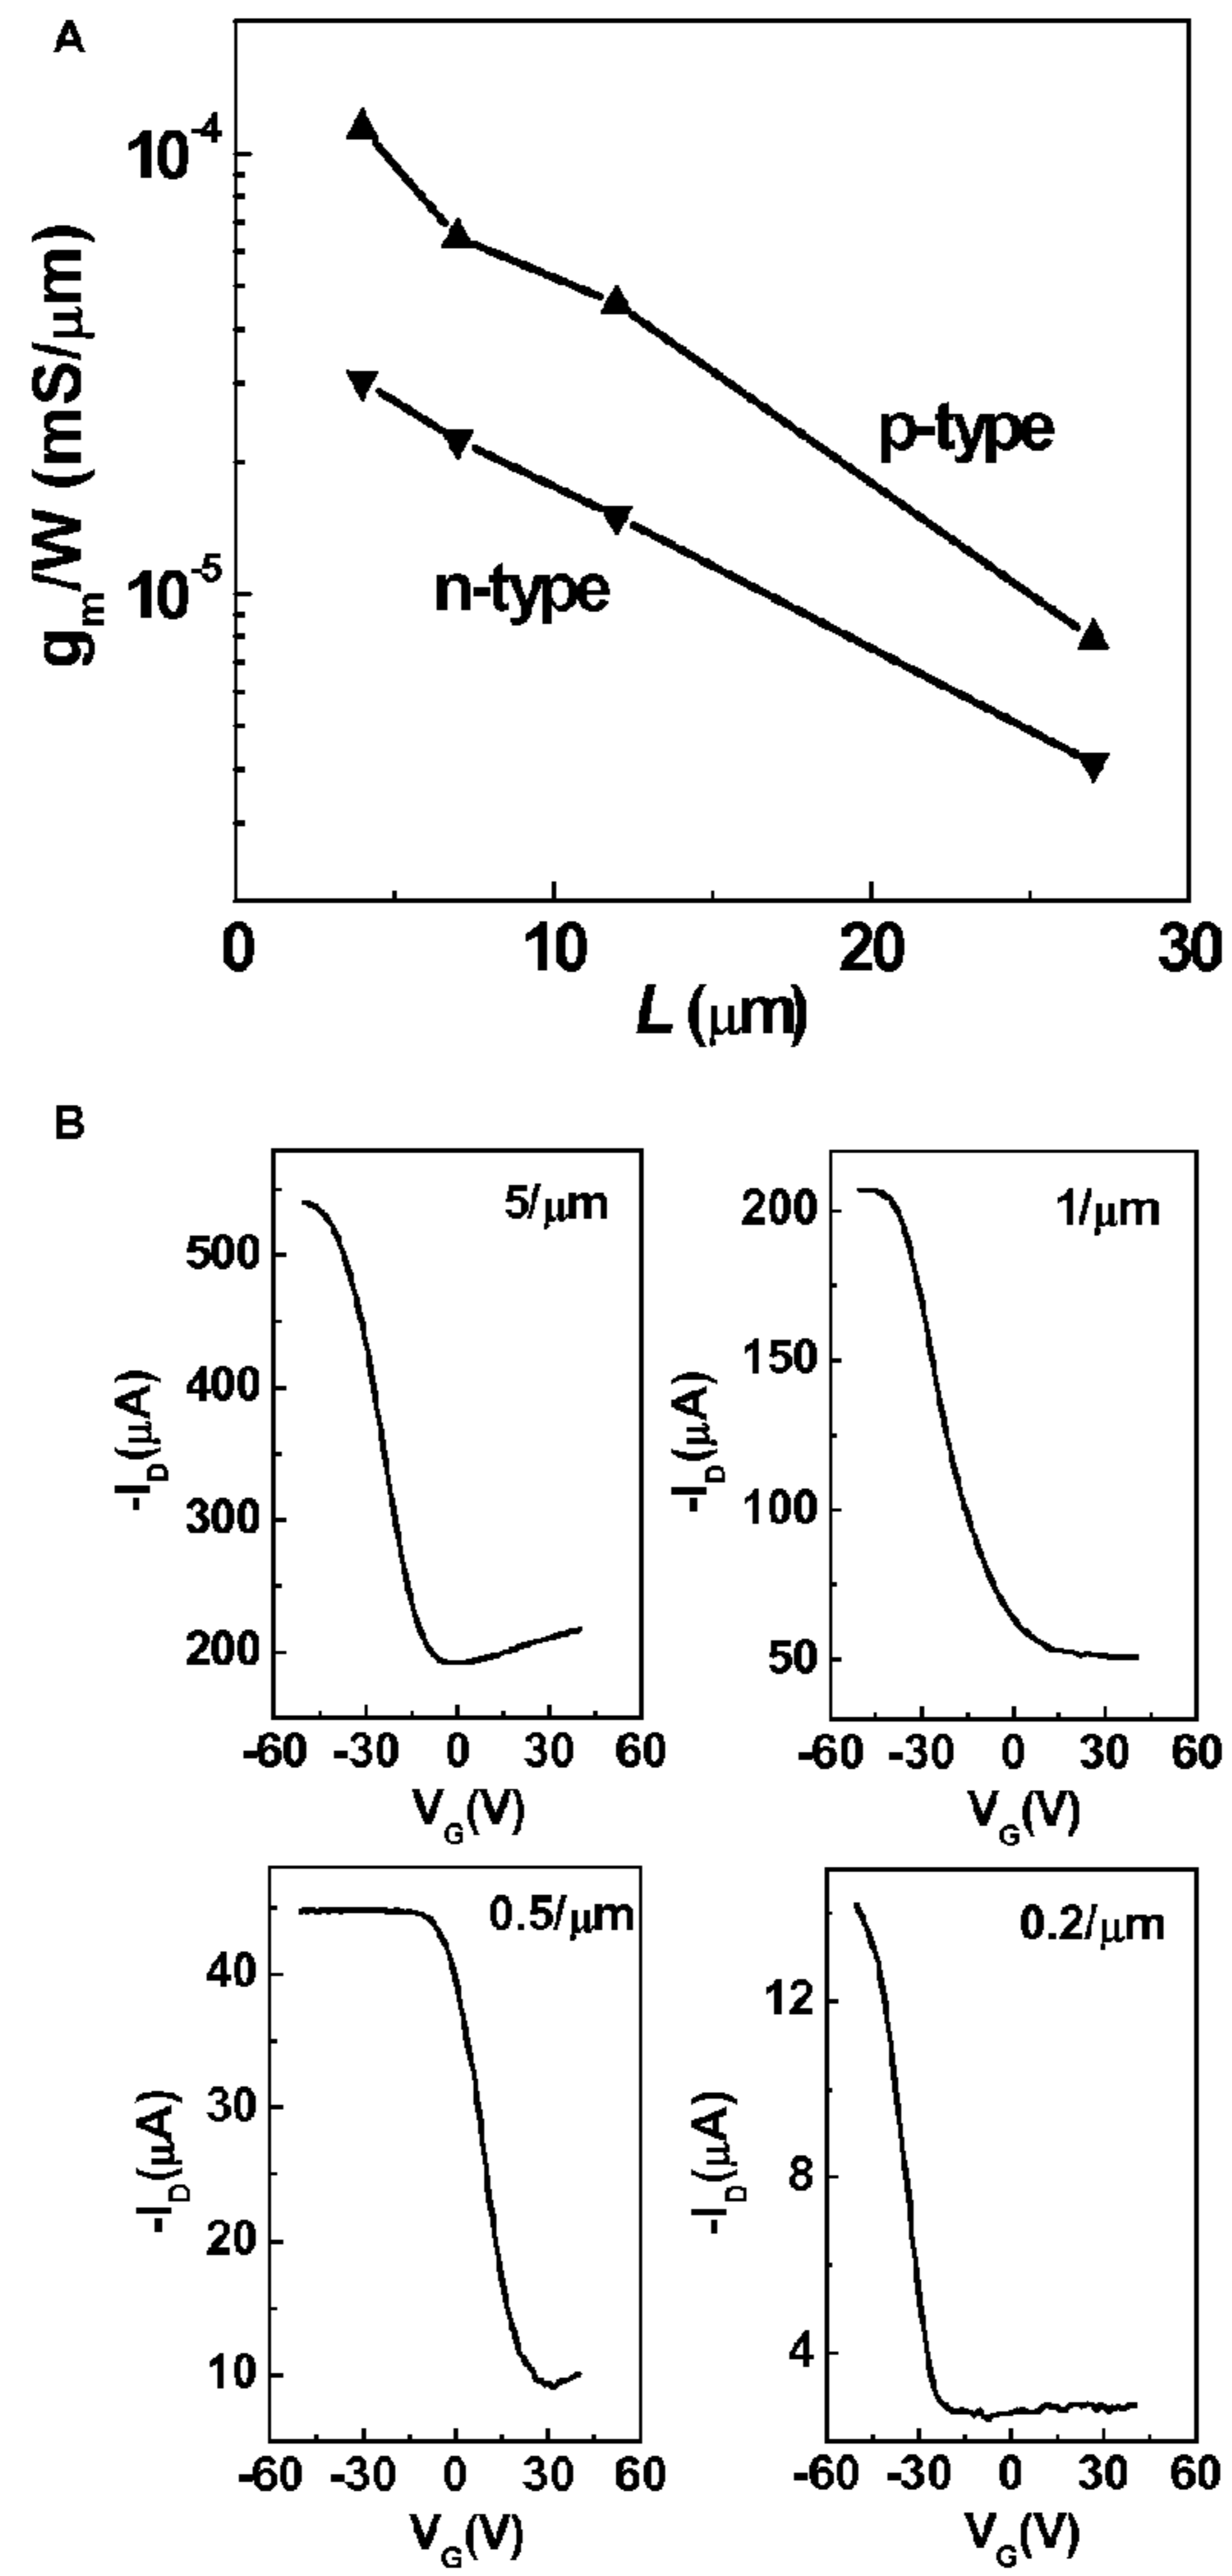 A
10-4
10-5
gm/W (mS/μm)
p-type
n-type
0 10 20 30
L (μm)
B
5/μm
500
400
300
200
-ID(μA)
-60 -30 0 30 60
VG(V)
1/μm
200
150
100
50
-ID(μA)
-60 -30 0 30 60
VG(V)
0.5/μm
40
30
20
10
-ID(μA)
-60 -30 0 30 60
VG(V)
0.2/μm
12
8
4
-ID(μA)
-60 -30 0 30 60
VG(V)